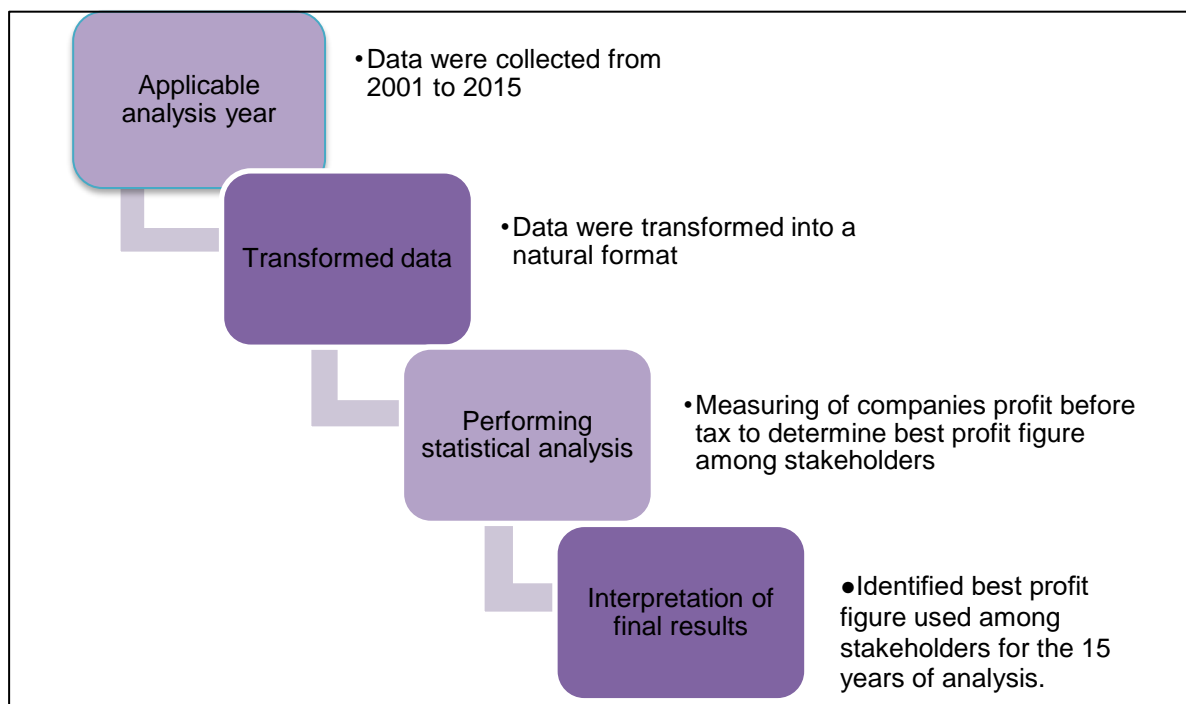 Applicable
analysis year
•Data were collected from
2001 to 2015
Transformed data
•Data were transformed into a
natural format
Performing
statistical analysis
•Measuring of companies profit before
tax to determine best profit figure
among stakeholders
Interpretation of
final results
●Identified best profit
figure used among
stakeholders for the 15
years of analysis.